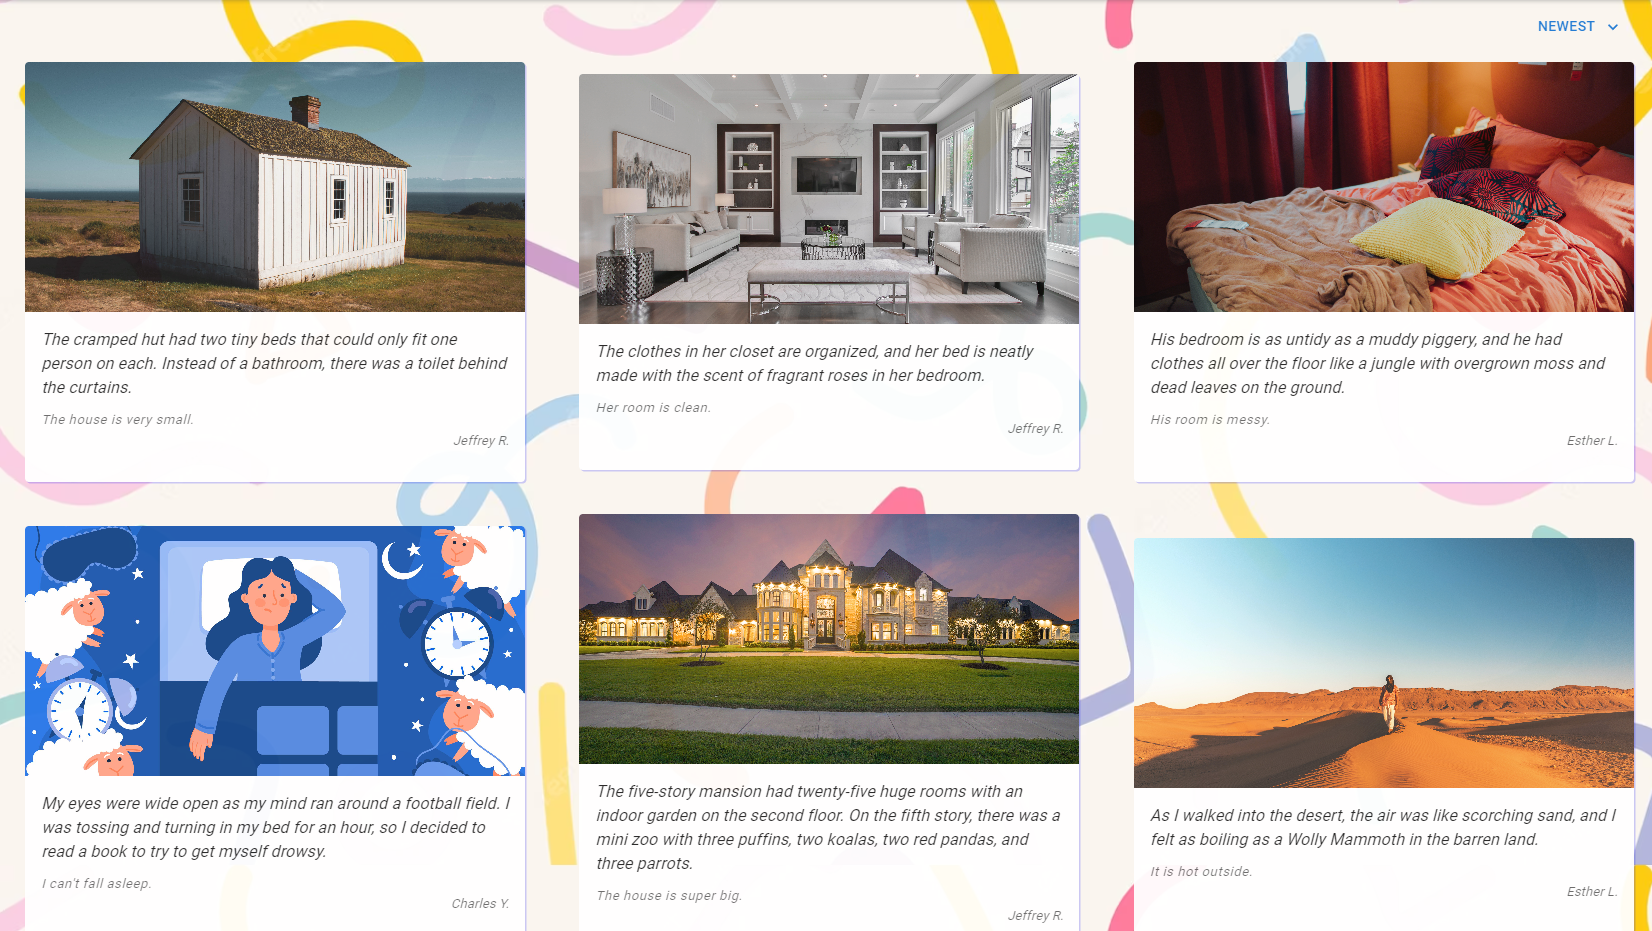 NEWEST
The cramped hut had two tiny beds that could only fit one
person on each. Instead of a bathroom, there was a toilet behind
the curtains.
The house is very small.
Jeffrey R.
The clothes in her closet are organized, and her bed is neatly
made with the scent of fragrant roses in her bedroom.
Her room is clean.
Jeffrey R.
His bedroom is as untidy as a muddy piggery, and he had
clothes all over the floor like a jungle with overgrown moss and
dead leaves on the ground.
His room is messy.
Esther L.
My eyes were wide open as my mind ran around a football field. I
was tossing and turning in my bed for an hour, so I decided to
read a book to try to get myself drowsy.
I can't fall asleep.
Charles Y.
The five-story mansion had twenty-five huge rooms with an
indoor garden on the second floor. On the fifth story, there was a
mini zoo with three puffins, two koalas, two red pandas, and
three parrots.
The house is super big.
Jeffrey R.
As I walked into the desert, the air was like scorching sand, and I
felt as boiling as a Wolly Mammoth in the barren land.
It is hot outside.
Esther L.